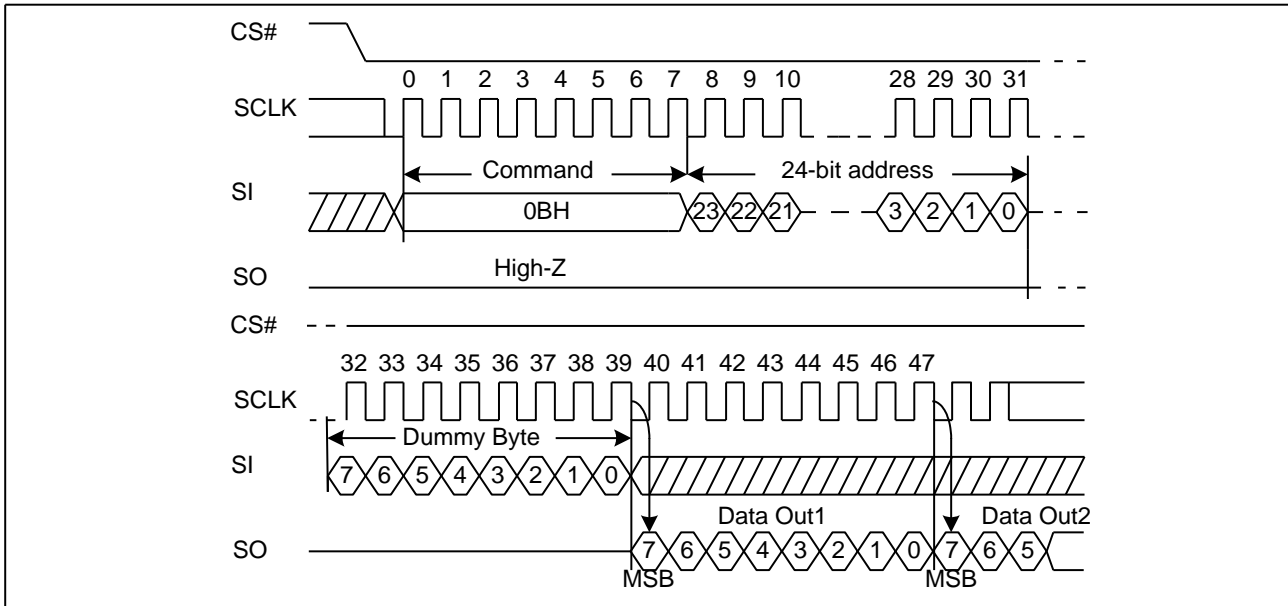 CS#
0 1 2 3 4 5 6 7 8 9 10 28 29 30 31
SCLK
Command 24-bit address
SI
0BH 23 22 21 3 2 1 0
High-Z
SO
CS#
32 33 34 35 36 37 38 39 40 41 42 43 44 45 46 47
SCLK
Dummy Byte
SI
7 6 5 4 3 2 1 0
Data Out1 Data Out2
SO
7 6 5 4 3 2 1 0 7 6 5
MSB MSB